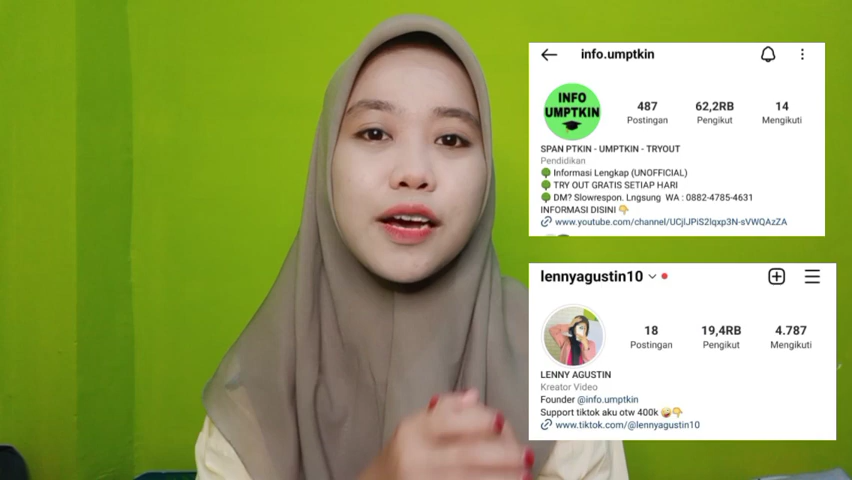 info.umptkin
INFO
UMPTKIN
487 62,2RB 14
Postingan Pengikut Mengikuti
SPAN PTKIN - UMPTKIN - TRYOUT
Pendidikan
Informasi Lengkap (UNOFFICIAL)
TRY OUT GRATIS SETIAP HARI
DM? Slowrespon. Lngsung WA : 0882-4785-4631
INFORMASI DISINI 👇
www.youtube.com/channel/UCjIJPiS2lqxp3N-sVWQAzZA
lennyagustin10
18 19,4RB 4.787
Postingan Pengikut Mengikuti
LENNY AGUSTIN
Kreator Video
Founder @info.umptkin
Support tiktok aku otw 400k 🤪👇
www.tiktok.com/@lennyagustin10